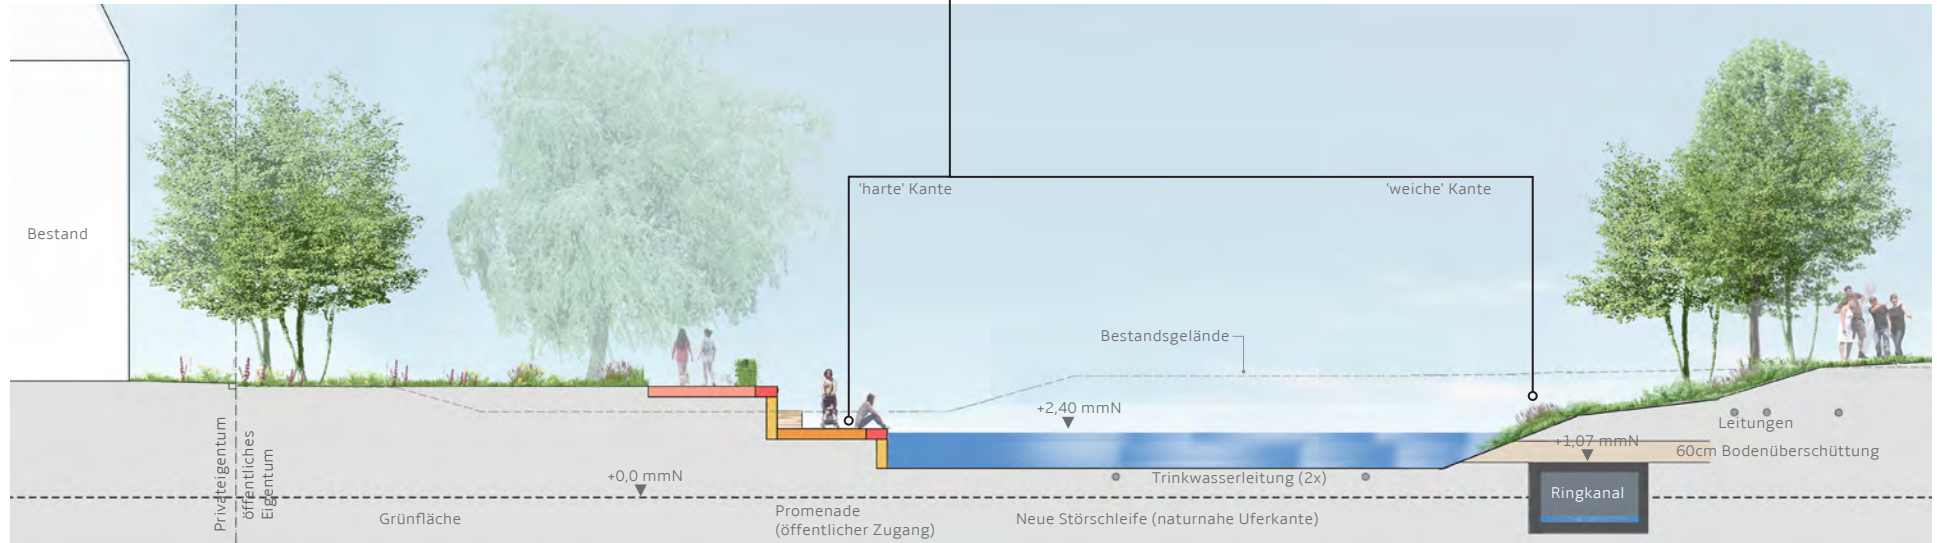 'harte' Kante
'weiche' Kante
Bestand
Bestandsgelände
+2,40 mmN
Leitungen
+1,07 mmN
60cm Bodenüberschüttung
+0,0 mmN
Trinkwasserleitung (2x)
Ringkanal
Privateigentum
öffentliches
Eigentum
Grünfläche
Promenade
(öffentlicher Zugang)
Neue Störschleife (naturnahe Uferkante)